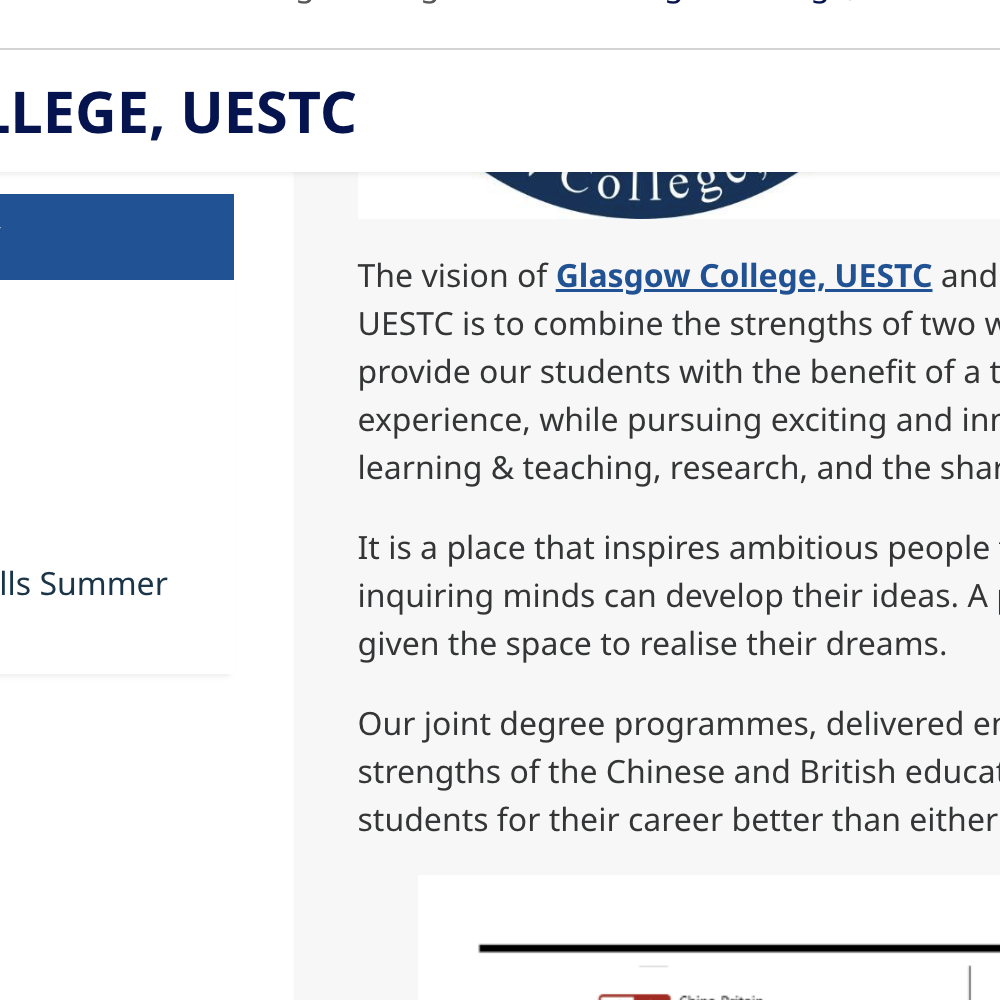 LLEGE, UESTC
College,
The vision of Glasgow College, UESTC and
UESTC is to combine the strengths of two w
provide our students with the benefit of a t
experience, while pursuing exciting and inn
learning & teaching, research, and the shar
It is a place that inspires ambitious people
inquiring minds can develop their ideas. A p
given the space to realise their dreams.
lls Summer
Our joint degree programmes, delivered en
strengths of the Chinese and British educat
students for their career better than either
China-Britain